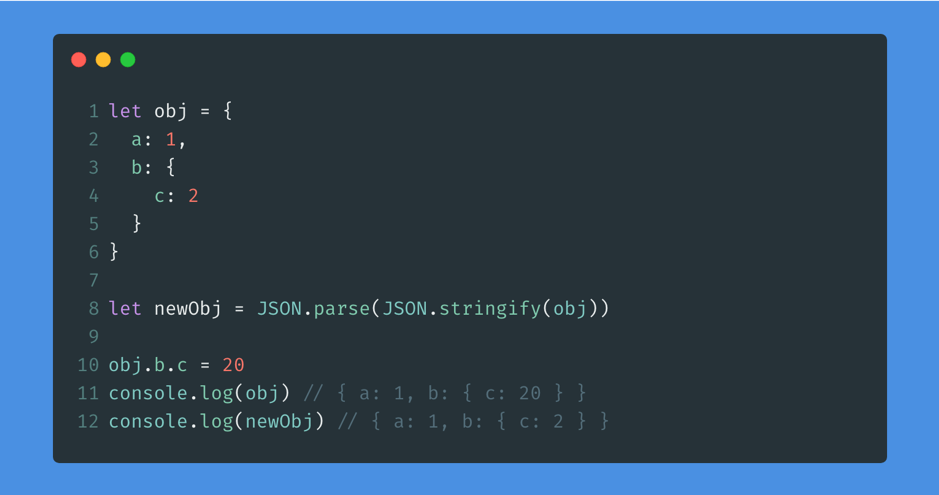 1 let obj = {
2   a: 1,
3   b: {
4     c: 2
5   }
6 }
7
8 let newObj = JSON.parse(JSON.stringify(obj))
9
10 obj.b.c = 20
11 console.log(obj) // { a: 1, b: { c: 20 } }
12 console.log(newObj) // { a: 1, b: { c: 2 } }